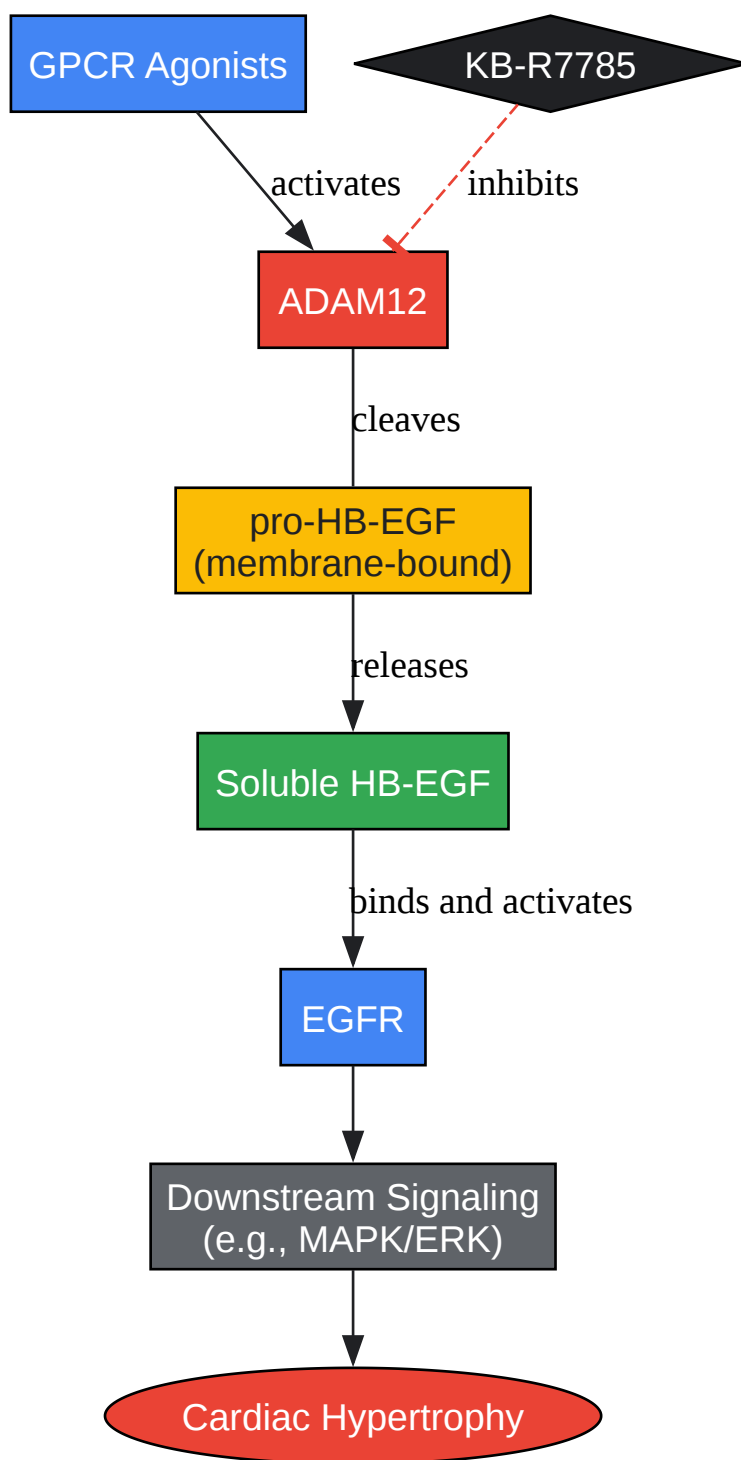 GPCR Agonists
KB-R7785
activates
inhibits
ADAM12
cleaves
pro-HB-EGF
(membrane-bound)
releases
Soluble HB-EGF
binds and activates
EGFR
Downstream Signaling
(e.g., MAPK/ERK)
Cardiac Hypertrophy